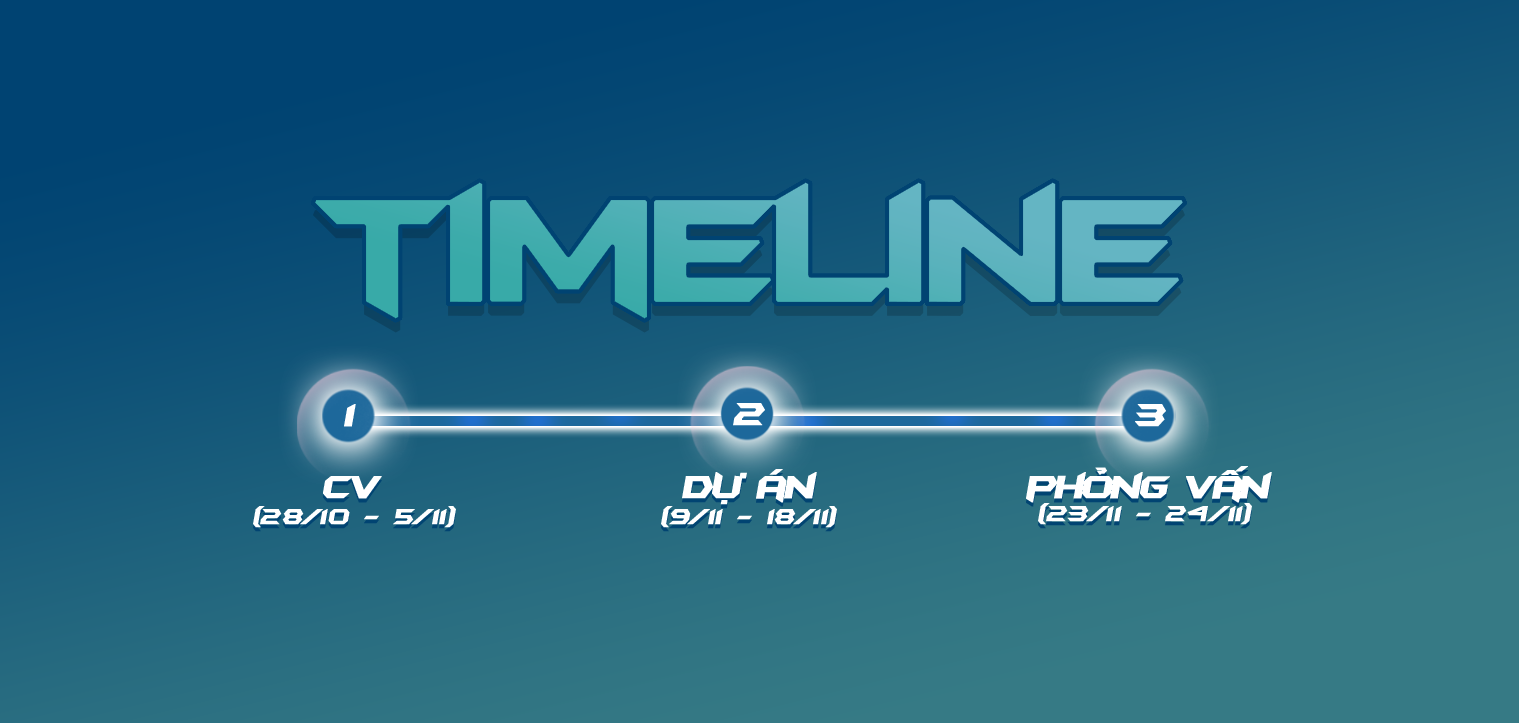 TIMELINE
1
2
3
CV
(28/10 - 5/11)
DỰ ÁN
(9/11 - 18/11)
PHỎNG VẤN
(23/11 - 24/11)